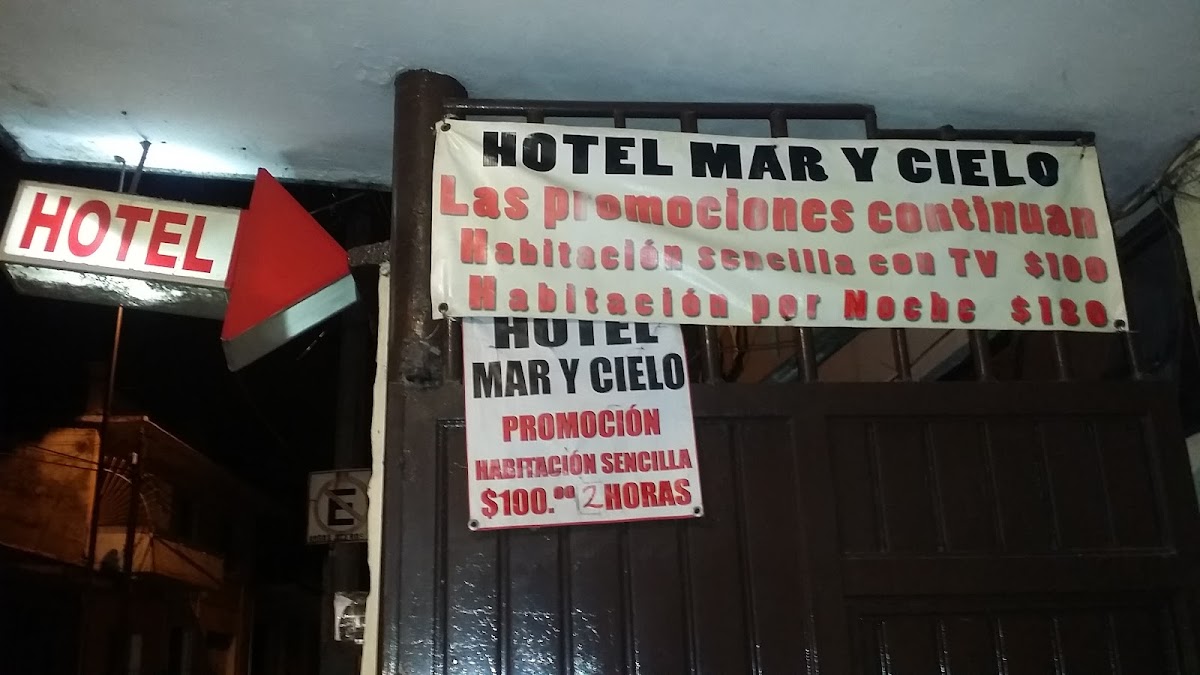 HOTEL
HOTEL MAR Y CIELO
Las promociones continuan
Habitación sencilla con TV $100
Habitación por Noche $180
HOTEL
MAR Y CIELO
PROMOCIÓN
HABITACIÓN SENCILLA
$100.00 2 HORAS
E